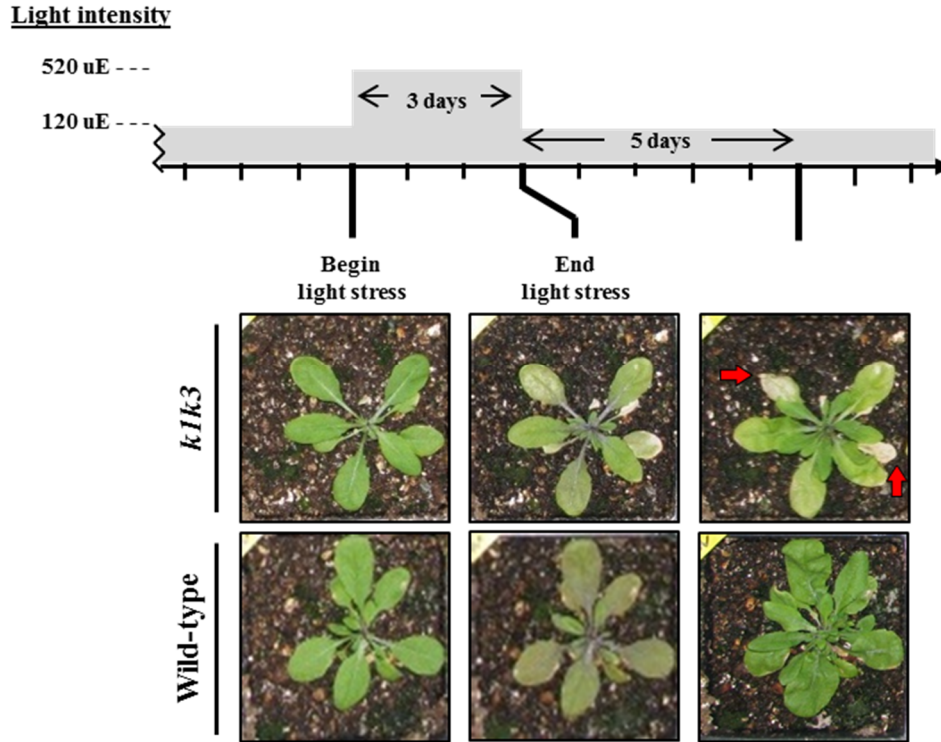 Light intensity
520 uE
3 days
120 uE
5 days
Begin
light stress
End
light stress
k1k3
Wild-type